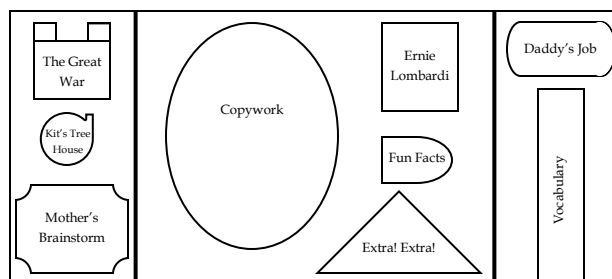 The Great
War
Kit's Tree
House
Mother's
Brainstorm
Copywork
Ernie
Lombardi
Fun Facts
Extra! Extra!
Daddy's Job
Vocabulary